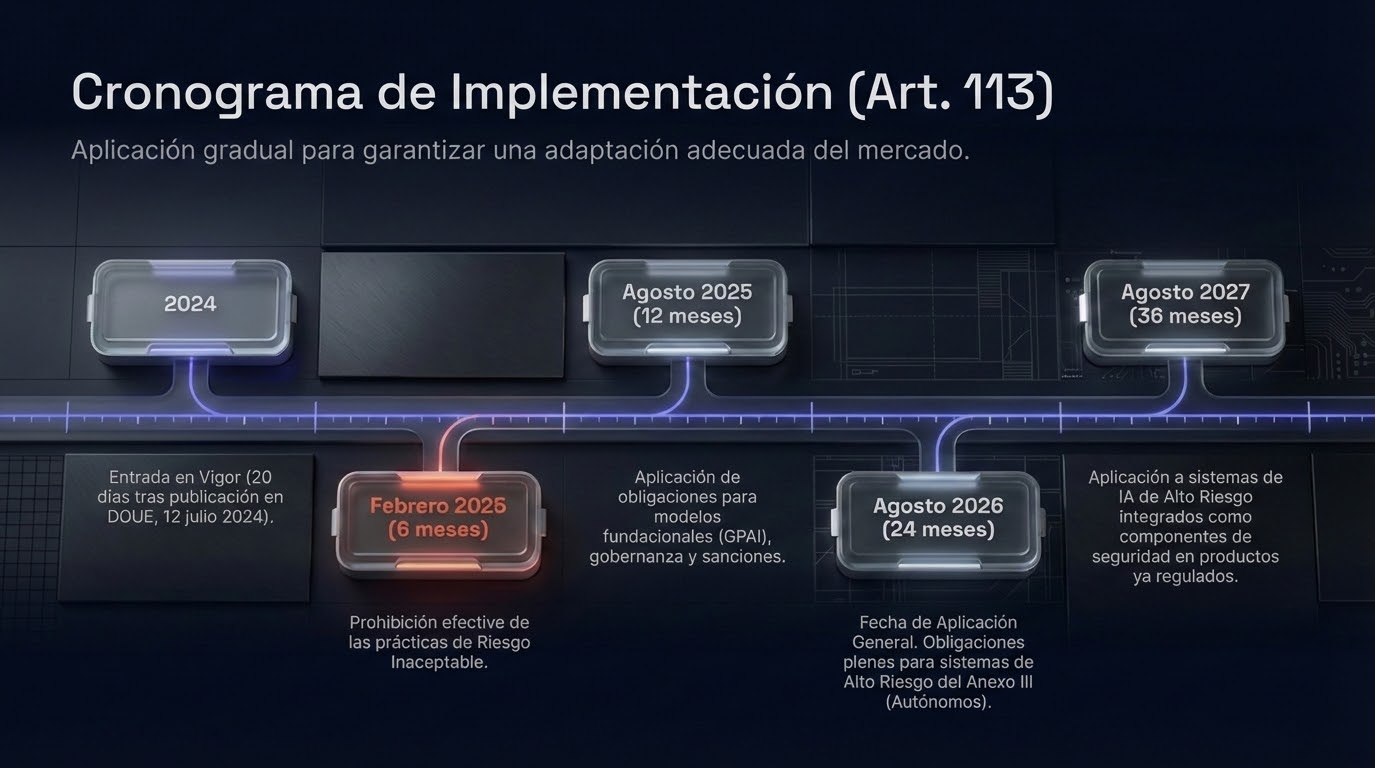 Cronograma de Implementación (Art. 113)
Aplicación gradual para garantizar una adaptación adecuada del mercado.
2024
Entrada en Vigor (20
dias tras publicación en
DOUE, 12 julio 2024).
Febrero 2025
(6 meses)
Prohibición efectiva de
las prácticas de Riesgo
Inaceptable.
Agosto 2025
(12 meses)
Aplicación de
obligaciones para
modelos
fundacionales (GPAI),
gobernanza y sanciones.
Agosto 2026
(24 meses)
Fecha de Aplicación
General. Obligaciones
plenes para sistemas de
Alto Riesgo del Anexo III
(Autónomos).
Agosto 2027
(36 meses)
Aplicación a sistemas de
IA de Alto Riesgo
integrados como
componentes de
seguridad en productos
ya regulados.